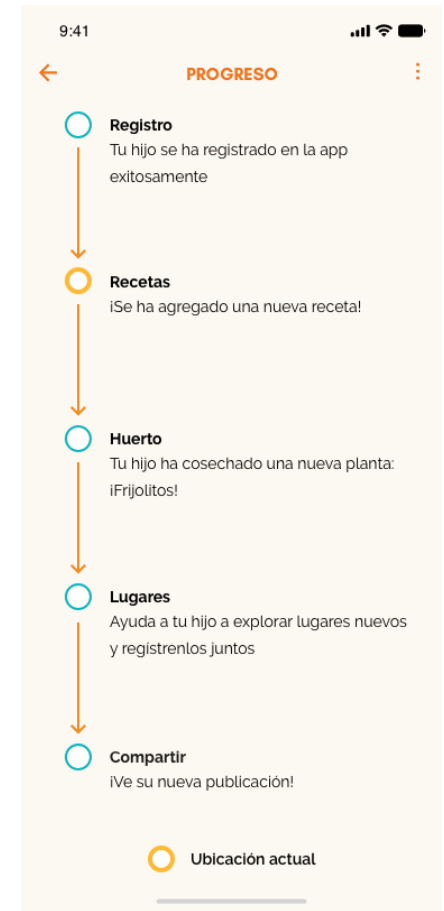 9:41
PROGRESO
Registro
Tu hijo se ha registrado en la app
exitosamente
Recetas
¡Se ha agregado una nueva receta!
Huerto
Tu hijo ha cosechado una nueva planta:
¡Frijolitos!
Lugares
Ayuda a tu hijo a explorar lugares nuevos
y regístrenlos juntos
Compartir
¡Ve su nueva publicación!
Ubicación actual